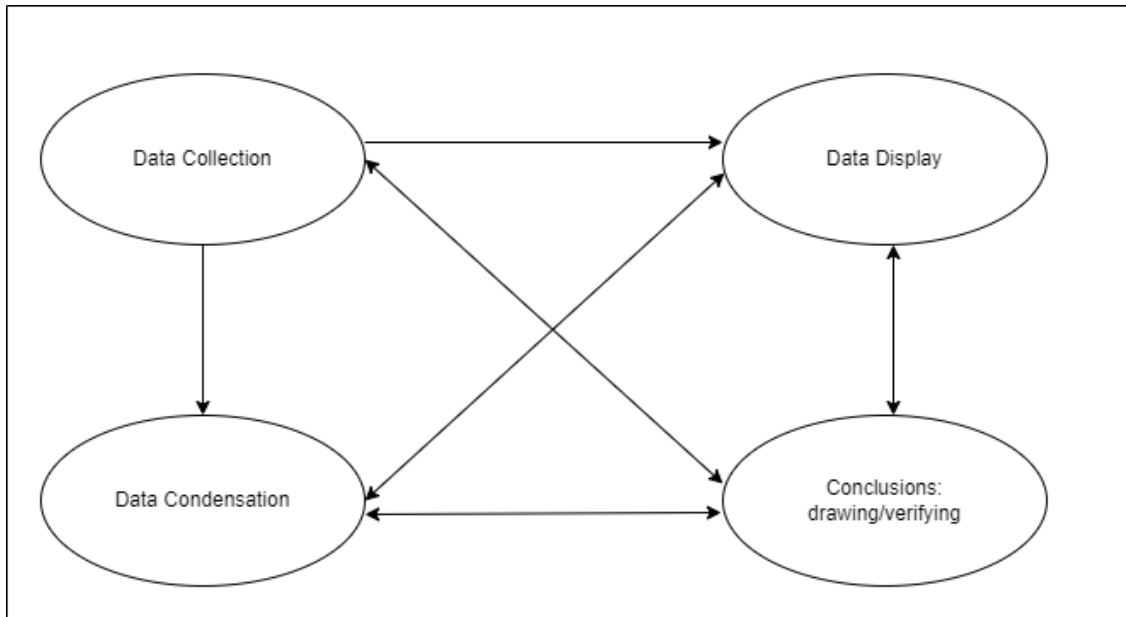 Data Collection
Data Display
Data Condensation
Conclusions:
drawing/verifying